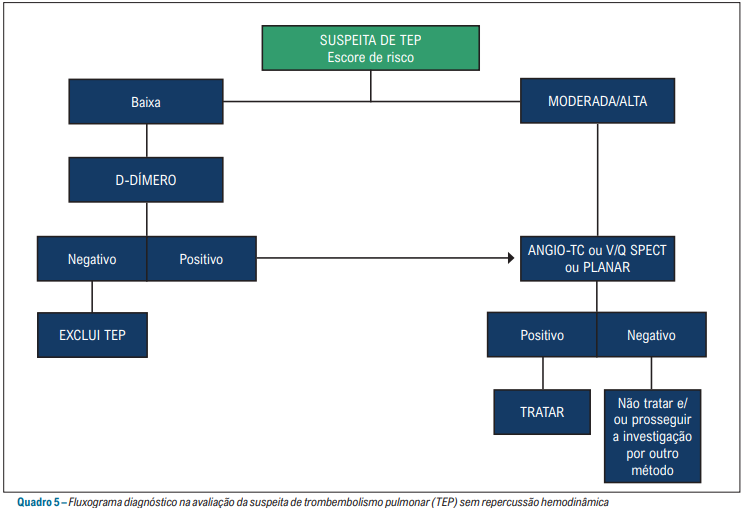 SUSPEITA DE TEP
Escore de risco
Baixa
MODERADA/ALTA
D-DÍMERO
Negativo
Positivo
ANGIO-TC ou V/Q SPECT
ou PLANAR
EXCLUI TEP
Positivo
Negativo
TRATAR
Não tratar e/
ou prosseguir
a investigação
por outro
método
Quadro 5 – Fluxograma diagnóstico na avaliação da suspeita de trombembolismo pulmonar (TEP) sem repercussão hemodinâmica